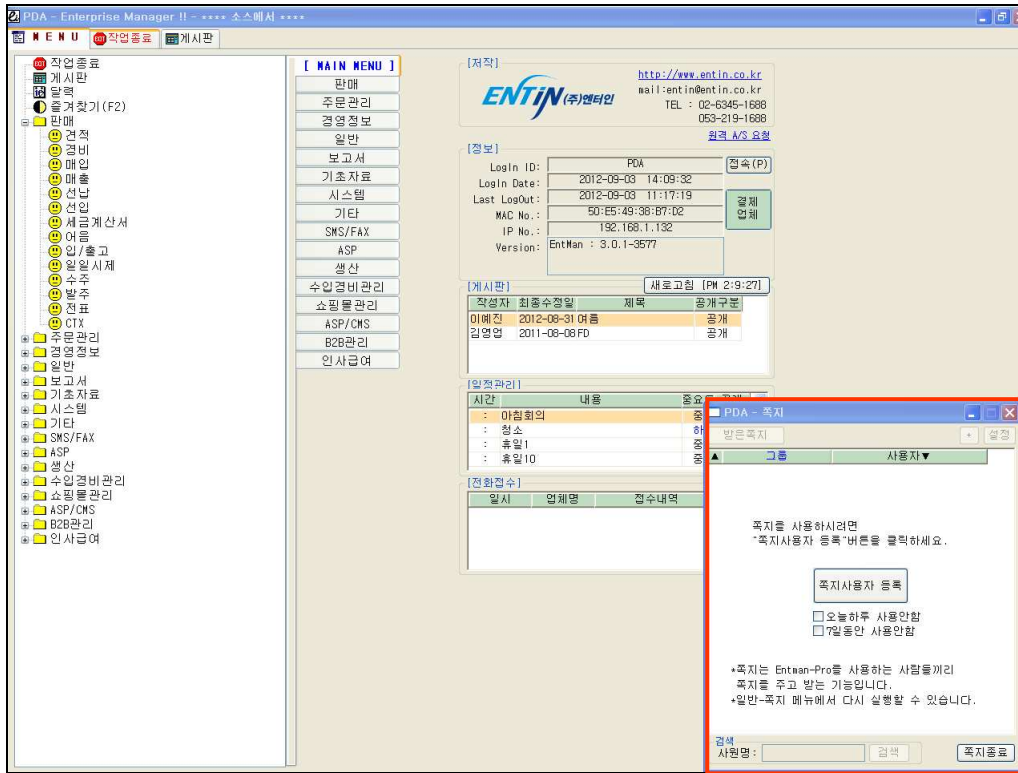 PDA - Enterprise Manager !! - **** 소스에서 ****
M E N U 작업종료 게시판
작업종료
게시판
달력
즐겨찾기(F2)
판매
견적
경비
매입
매출
선납
선입
세금계산서
어음
입/출고
일일시제
수주
발주
전표
CTX
주문관리
경영정보
일반
보고서
기초자료
시스템
기타
SMS/FAX
ASP
생산
수입경비관리
쇼핑몰관리
ASP/CMS
B2B관리
인사급여
[ MAIN MENU ]
판매
주문관리
경영정보
일반
보고서
기초자료
시스템
기타
SMS/FAX
ASP
생산
수입경비관리
쇼핑몰관리
ASP/CMS
B2B관리
인사급여
[저작]
ENTIN (주)엔터인
http://www.entin.co.kr
mail:entin@entin.co.kr
TEL : 02-6345-1688
053-219-1688
원격 A/S 요청
[정보]
LogIn ID: PDA 접속(P)
LogIn Date: 2012-09-03 14:09:32
Last LogOut: 2012-09-03 11:17:19
MAC No.: 50:E5:49:38:B7:D2
IP No.: 192.168.1.132
Version: EntMan : 3.0.1-3577
결제
업체
[게시판] 새로고침 [PM 2:9:27]
작성자 최종수정일 제목 공개구분
이예진 2012-08-31 여름 공개
김영업 2011-08-08 FD 공개
[일정관리]
시간 내용 중요도 공개
: 아침회의 중
: 청소 하
: 휴일1 중
: 휴일10 중
[전화접수]
일시 업체명 접수내역
PDA - 쪽지
받은쪽지 + 설정
▲ 그룹 사용자▼
쪽지를 사용하시려면
"쪽지사용자 등록"버튼을 클릭하세요.
쪽지사용자 등록
오늘하루 사용안함
7일동안 사용안함
*쪽지는 Entman-Pro를 사용하는 사람들끼리
쪽지를 주고 받는 기능입니다.
*일반-쪽지 메뉴에서 다시 실행할 수 있습니다.
검색
사원명: 검색 쪽지종료